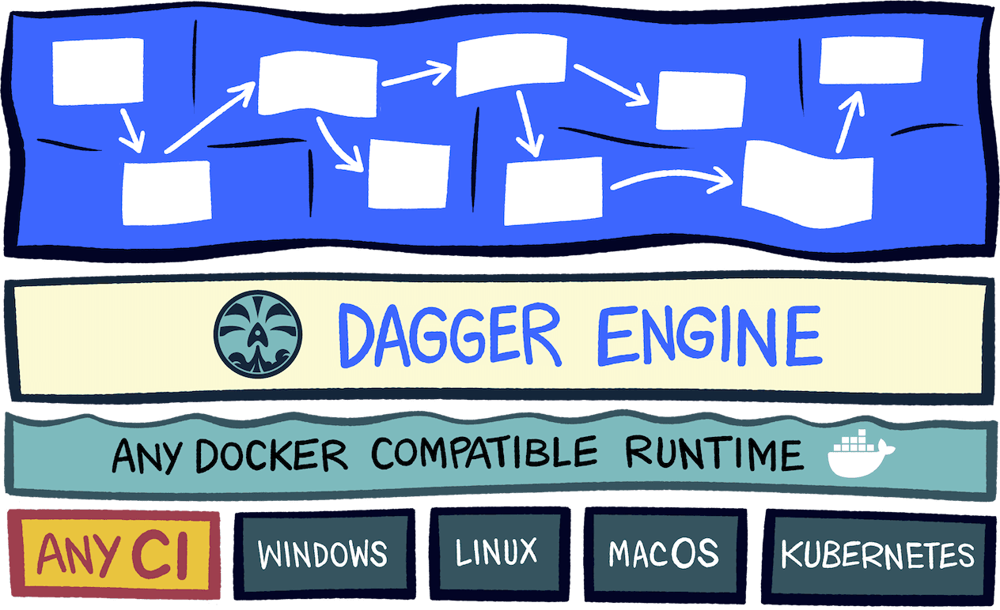 DAGGER ENGINE
ANY DOCKER COMPATIBLE RUNTIME
ANY CI
WINDOWS
LINUX
MACOS
KUBERNETES